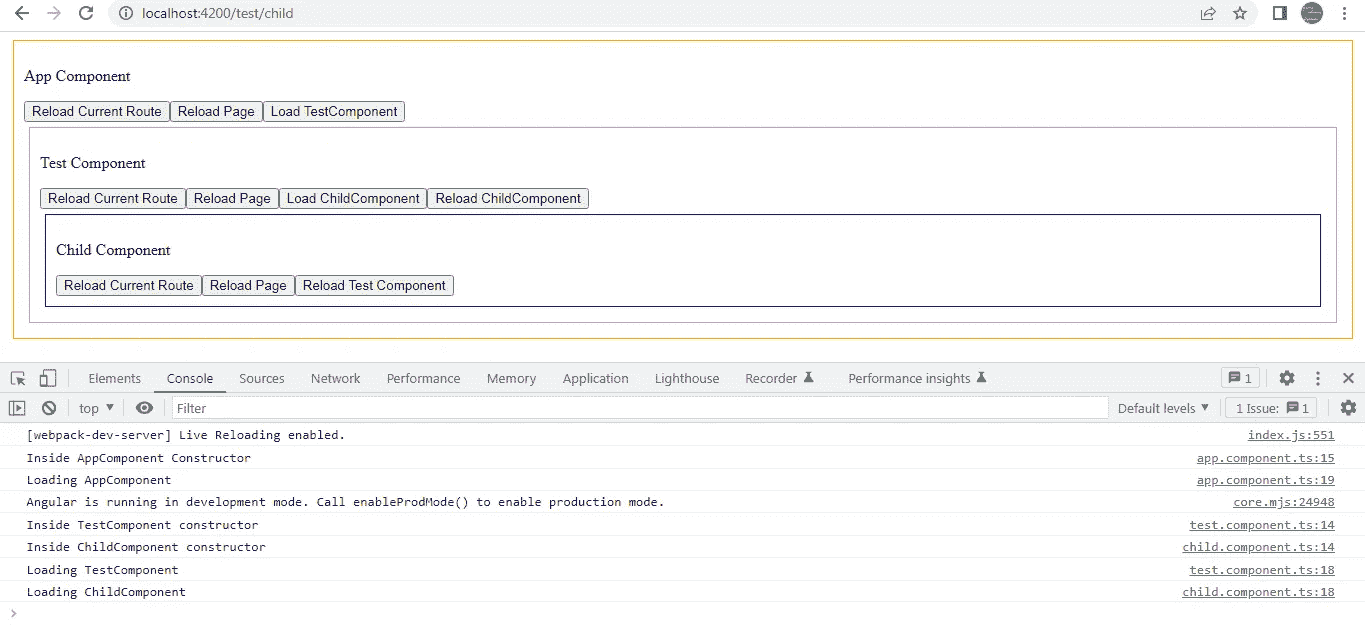 localhost:4200/test/child
App Component
Reload Current Route Reload Page Load TestComponent
Test Component
Reload Current Route Reload Page Load ChildComponent Reload ChildComponent
Child Component
Reload Current Route Reload Page Reload Test Component
Elements Console Sources Network Performance Memory Application Lighthouse Recorder Performance insights 1
top Filter Default levels 1 Issue: 1
[webpack-dev-server] Live Reloading enabled. index.js:551
Inside AppComponent Constructor app.component.ts:15
Loading AppComponent app.component.ts:19
Angular is running in development mode. Call enableProdMode() to enable production mode. core.mjs:24948
Inside TestComponent constructor test.component.ts:14
Inside ChildComponent constructor child.component.ts:14
Loading TestComponent test.component.ts:18
Loading ChildComponent child.component.ts:18